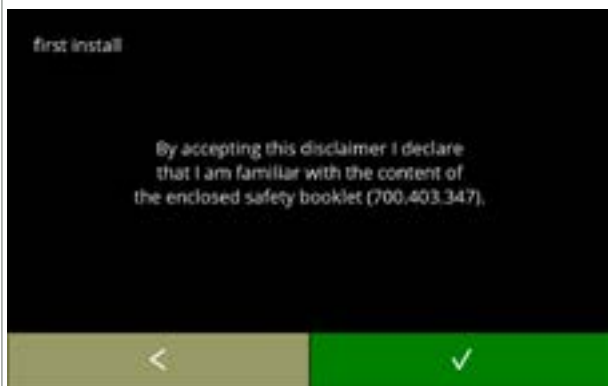 first install
By accepting this disclaimer I declare
that I am familiar with the content of
the enclosed safety booklet (700.403.347).